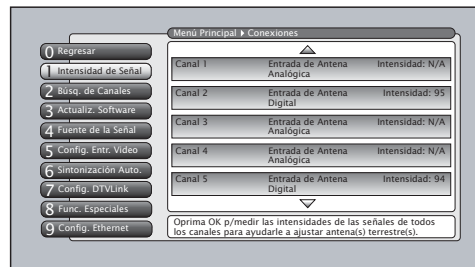 Menú Principal Conexiones
0 Regresar
1 Intensidad de Señal
2 Búsq. de Canales
3 Actualiz. Software
4 Fuente de la Señal
5 Config. Entr. Video
6 Sintonización Auto.
7 Config. DTVLink
8 Func. Especiales
9 Config. Ethernet
Canal 1 Entrada de Antena Intensidad: N/A
Analógica
Canal 2 Entrada de Antena Intensidad: 95
Digital
Canal 3 Entrada de Antena Intensidad: N/A
Analógica
Canal 4 Entrada de Antena Intensidad: N/A
Analógica
Canal 5 Entrada de Antena Intensidad: 94
Digital
Oprima OK p/medir las intensidades de las señales de todos
los canales para ayudarle a ajustar antena(s) terrestre(s).